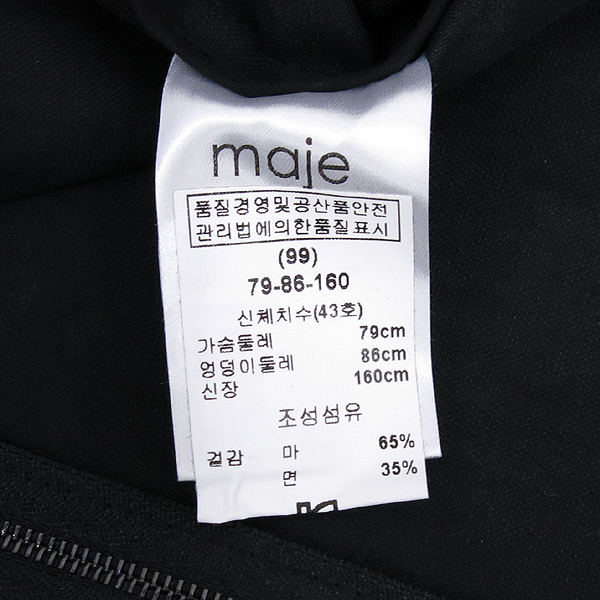 maje
품질경영및공산품안전
관리법에의한품질표시
(99)
79-86-160
신체치수(43호)
가슴둘레 79cm
엉덩이둘레 86cm
신장 160cm
조성섬유
겉감 마 65%
면 35%